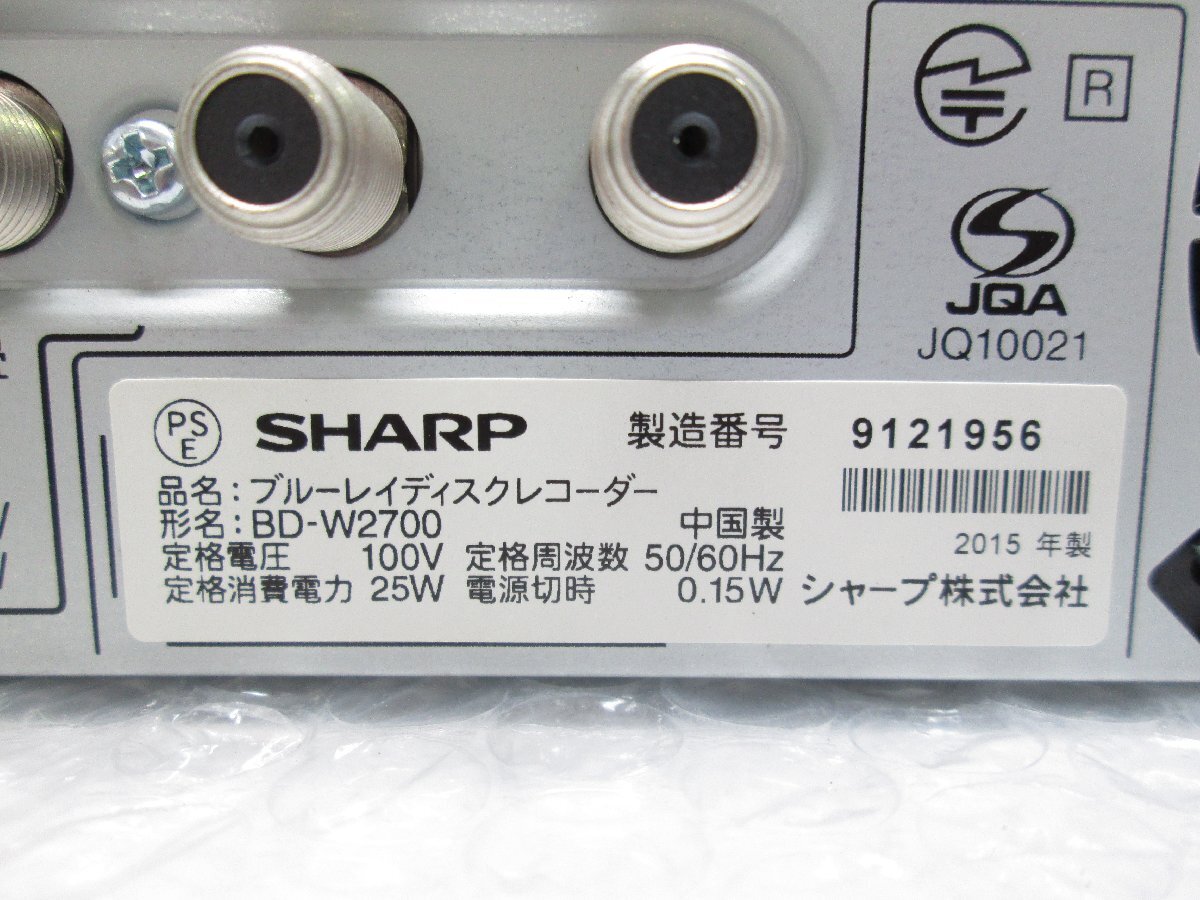 R
JQA
JQ10021
PS
E
SHARP 製造番号 9121956
品名:ブルーレイディスクレコーダー
形名:BD-W2700 中国製
2015 年製
定格電圧 100V 定格周波数 50/60Hz
定格消費電力 25W 電源切時 0.15W シャープ株式会社